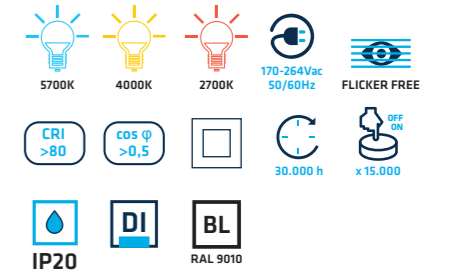 5700K
4000K
2700K
170-264Vac
50/60Hz
FLICKER FREE
CRI
>80
cos φ
>0,5
30.000 h
OFF
ON
x 15.000
IP20
DI
BL
RAL 9010